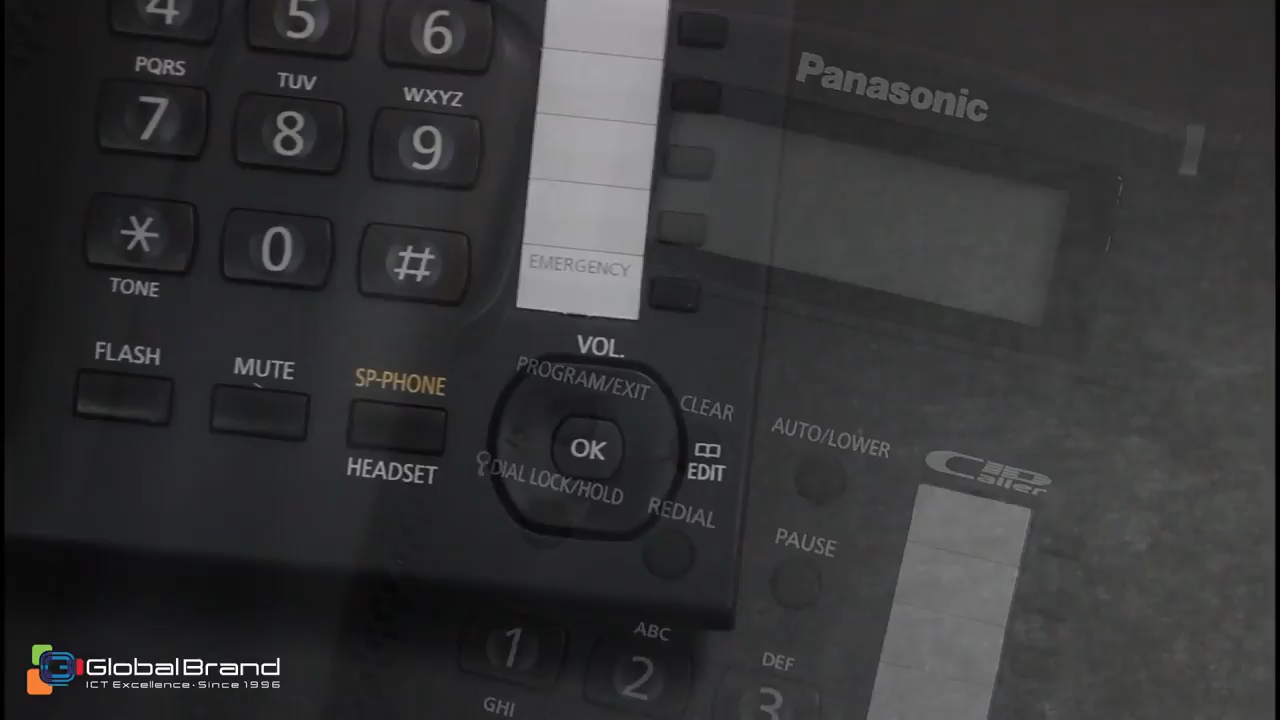 4
5
6
Panasonic
PQRS
TUV
WXYZ
7
8
9
*
0
#
TONE
EMERGENCY
FLASH
MUTE
SP-PHONE
HEADSET
VOL.
PROGRAM/EXIT
CLEAR
OK
EDIT
DIAL LOCK/HOLD
REDIAL
AUTO/LOWER
Caller ID
PAUSE
1
ABC
2
DEF
3
GHI
GlobalBrand
ICT Excellence·Since 1996